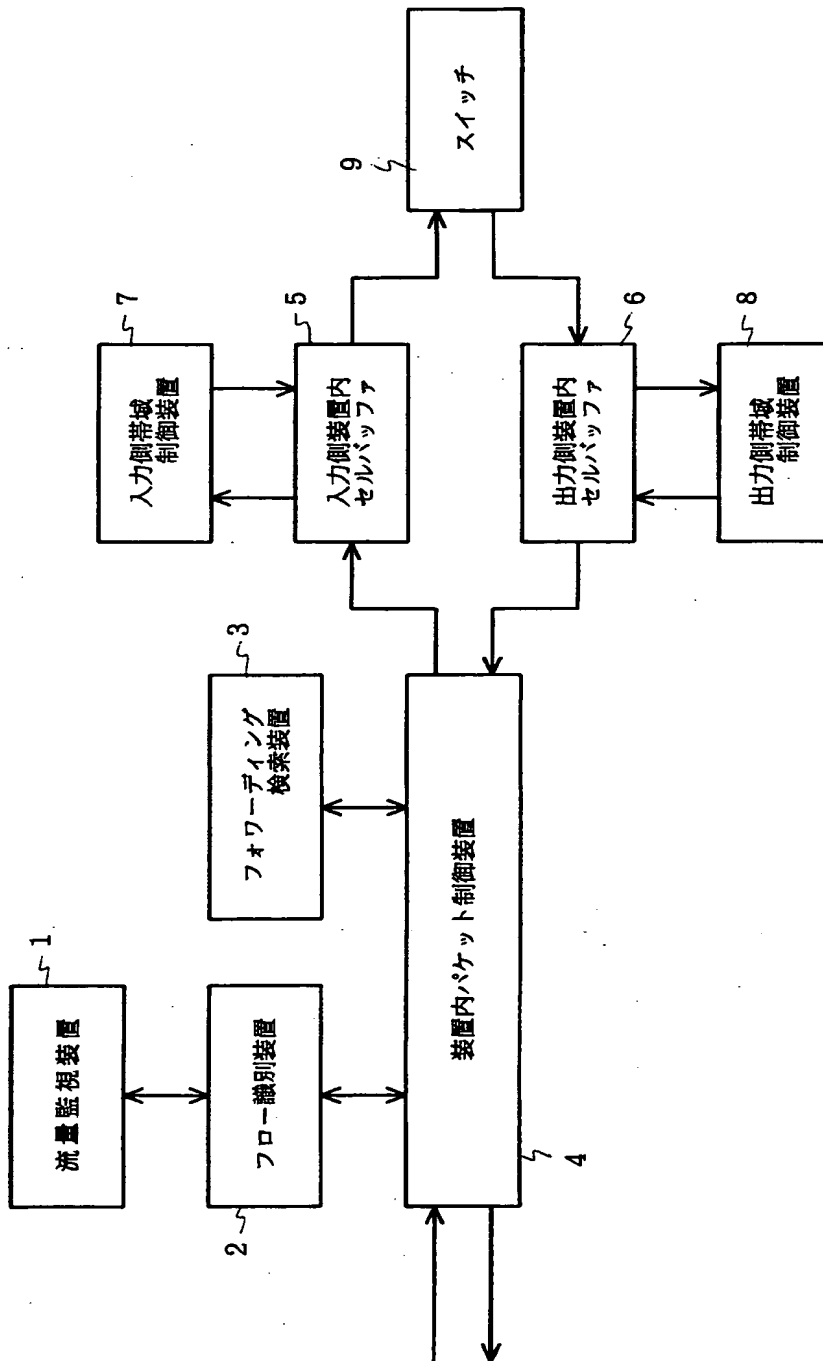 1
流量監視装置
フロー識別装置
2
3
フォワーディング
検索装置
装置内パケット制御装置
4
7
入力側帯域
制御装置
5
入力側装置内
セルバッファ
出力側装置内
セルバッファ
6
出力側帯域
制御装置
8
9
スイッチ